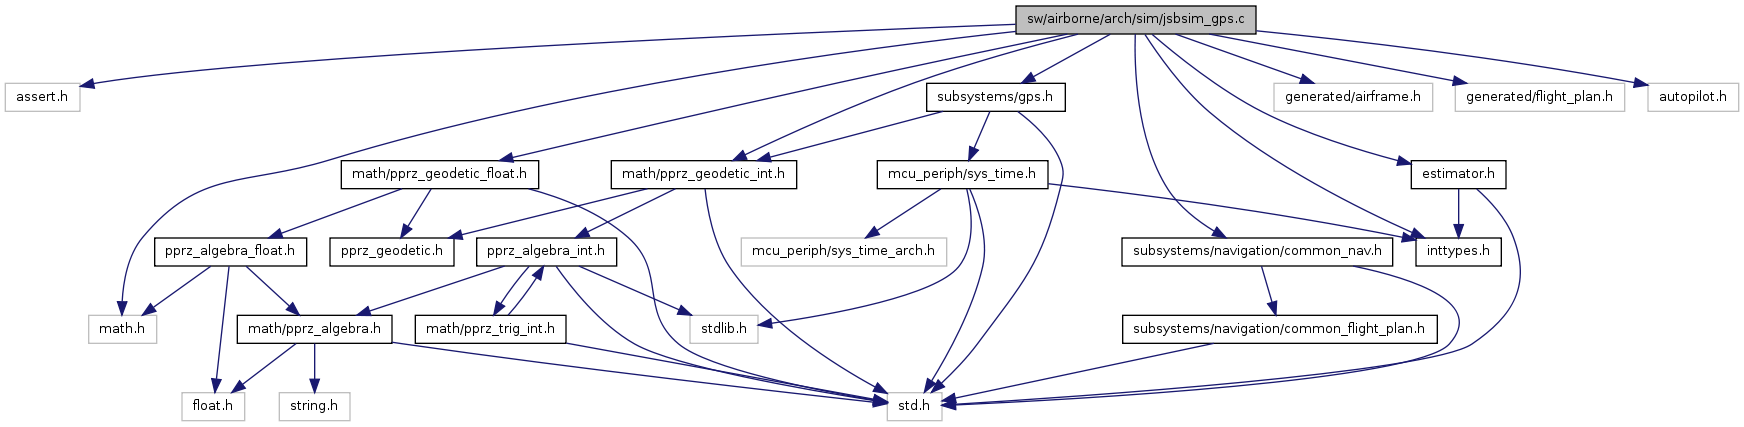 sw/airborne/arch/sim/jsbsim_gps.c
assert.h
subsystems/gps.h
generated/airframe.h
generated/flight_plan.h
autopilot.h
math/pprz_geodetic_float.h
math/pprz_geodetic_int.h
mcu_periph/sys_time.h
estimator.h
pprz_algebra_float.h
pprz_geodetic.h
pprz_algebra_int.h
mcu_periph/sys_time_arch.h
subsystems/navigation/common_nav.h
inttypes.h
math.h
math/pprz_algebra.h
math/pprz_trig_int.h
stdlib.h
subsystems/navigation/common_flight_plan.h
float.h
string.h
std.h